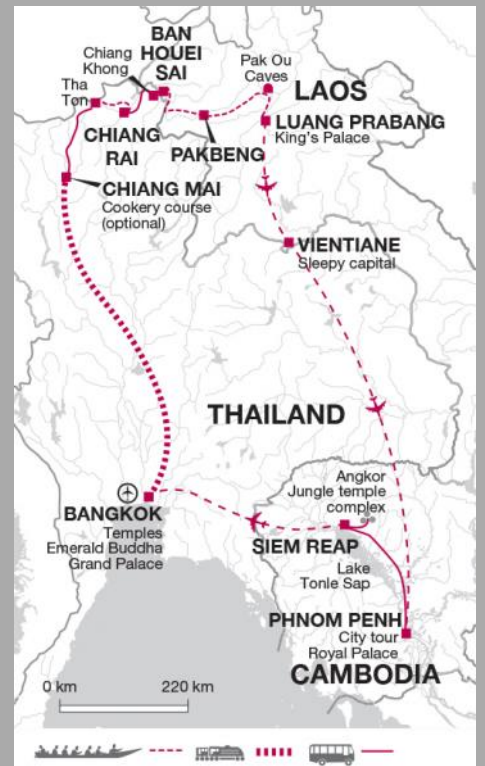 BAN
HOUEI
SAI
Chiang
Khong
Tha
Ton
CHIANG
RAI
PAKBENG
Pak Ou
Caves
LAOS
LUANG PRABANG
King's Palace
CHIANG MAI
Cookery course
(optional)
VIENTIANE
Sleepy capital
THAILAND
Angkor
Jungle temple
complex
BANGKOK
Temples
Emerald Buddha
Grand Palace
SIEM REAP
Lake
Tonle Sap
PHNOM PENH
City tour
Royal Palace
CAMBODIA
0 km
220 km